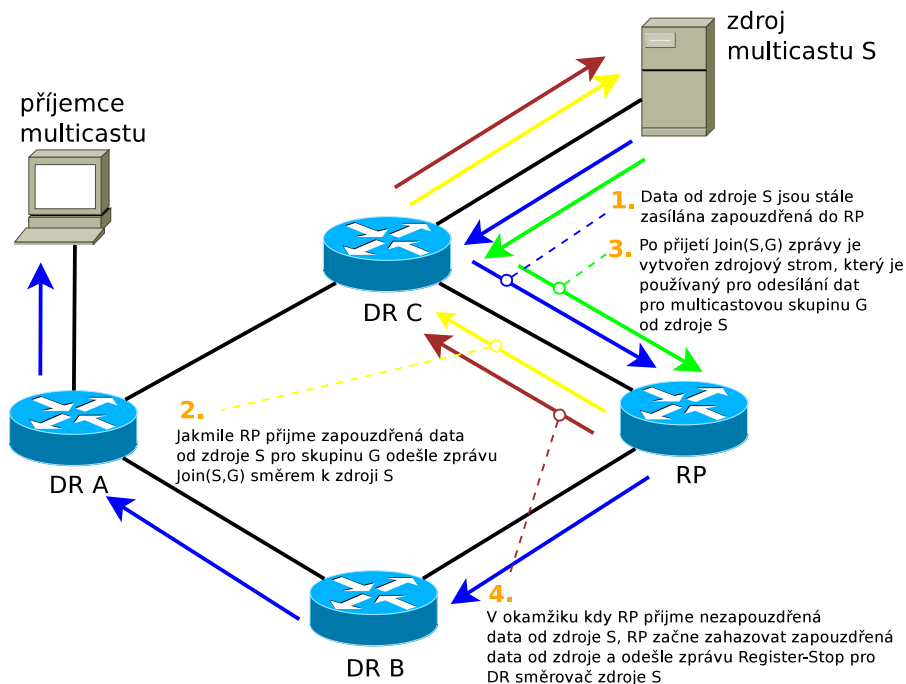 zdroj
multicastu S
příjemce
multicastu
1.
Data od zdroje S jsou stále
zasílána zapouzdřená do RP
3.
Po přijetí Join(S,G) zprávy je
vytvořen zdrojový strom, který je
používaný pro odesílání dat
pro multicastovou skupinu G
od zdroje S
DR C
2.
Jakmile RP přijme zapouzdřená data
od zdroje S pro skupinu G odešle zprávu
Join(S,G) směrem k zdroji S
DR A
RP
4.
V okamžiku kdy RP přijme nezapouzdřená
data od zdroje S, RP začne zahazovat zapouzdřená
data od zdroje a odešle zprávu Register-Stop pro
DR směrovač zdroje S
DR B